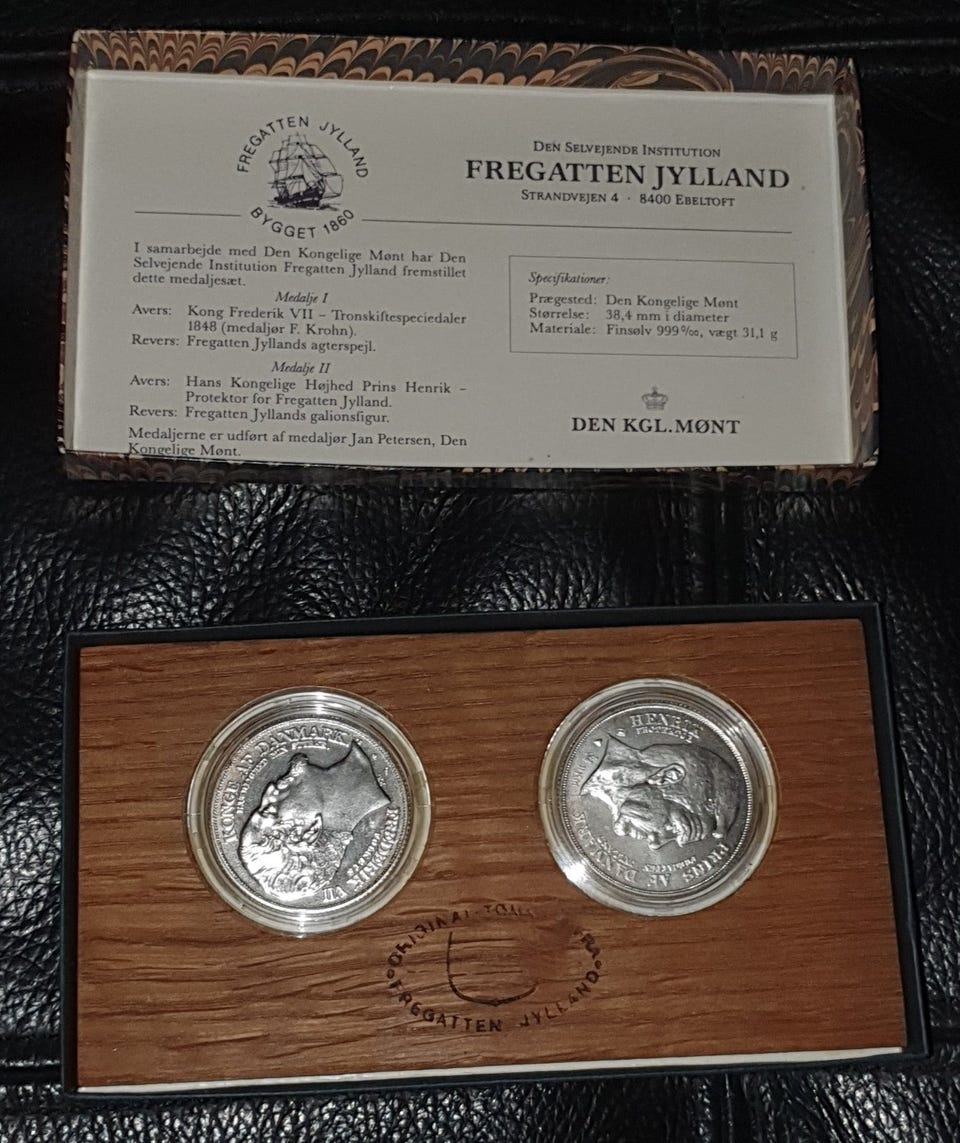 FREGATTEN JYLLAND
BYGGET 1860
DEN SELVEJENDE INSTITUTION
FREGATTEN JYLLAND
STRANDVEJEN 4 · 8400 EBELTOFT
I samarbejde med Den Kongelige Mønt har Den
Selvejende Institution Fregatten Jylland fremstillet
dette medaljesæt.
Medalje I
Avers: Kong Frederik VII – Tronskiftespeciedaler
1848 (medaljør F. Krohn).
Revers: Fregatten Jyllands agterspejl.
Medalje II
Avers: Hans Kongelige Højhed Prins Henrik –
Protektor for Fregatten Jylland.
Revers: Fregatten Jyllands galionsfigur.
Medaljerne er udført af medaljør Jan Petersen, Den
Kongelige Mønt.
Specifikationer:
Prægested: Den Kongelige Mønt
Størrelse: 38,4 mm i diameter
Materiale: Finsølv 999‰, vægt 31,1 g
DEN KGL.MØNT
KONGE AF DANMARK
FREDERIK VII
PRINS AF DANMARK
PROTEKTOR
ORIGINAL
FREGATTEN JYLLAND